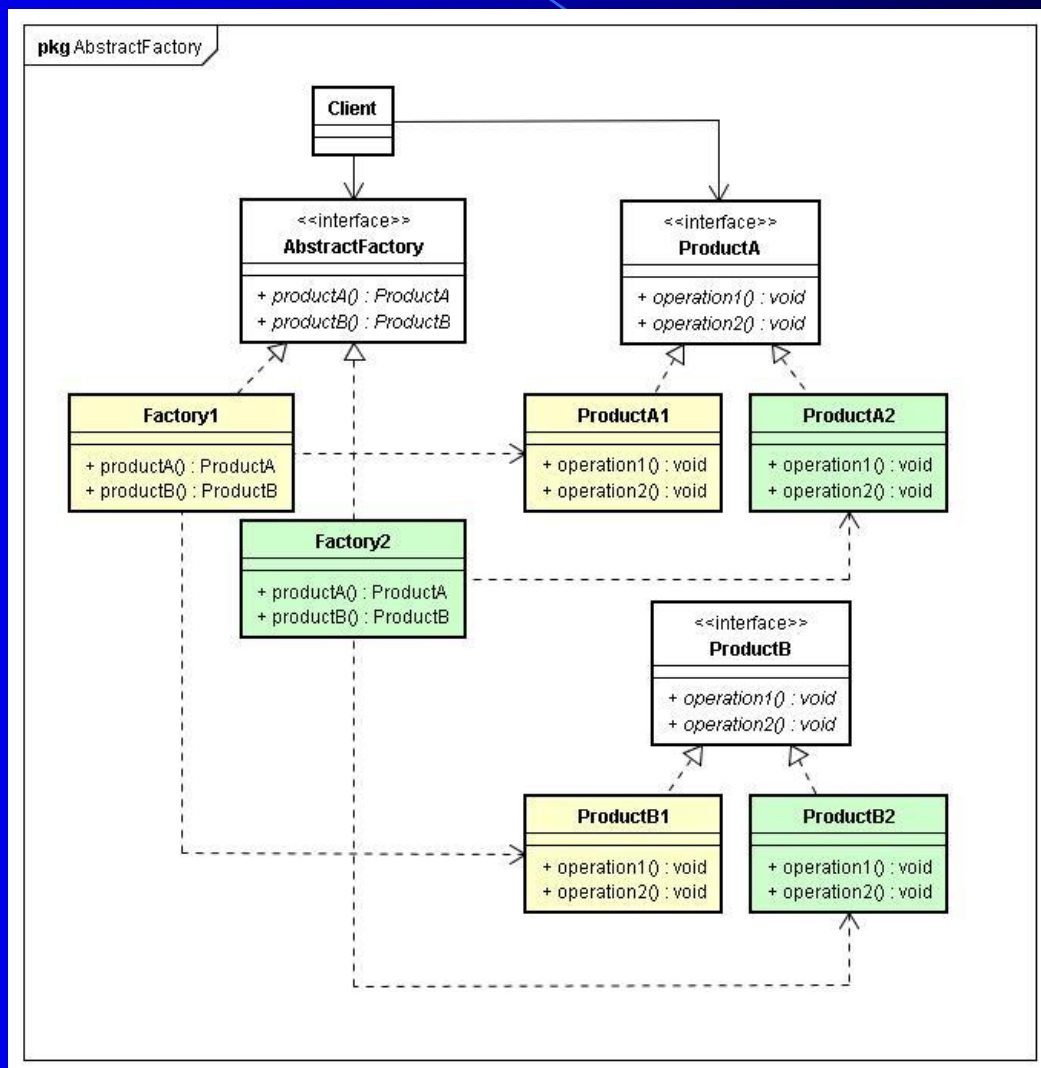 pkg AbstractFactory
Client
<<interface>>
AbstractFactory
+ productA() : ProductA
+ productB() : ProductB
<<interface>>
ProductA
+ operation1() : void
+ operation2() : void
Factory1
+ productA() : ProductA
+ productB() : ProductB
ProductA1
+ operation1() : void
+ operation2() : void
ProductA2
+ operation1() : void
+ operation2() : void
Factory2
+ productA() : ProductA
+ productB() : ProductB
<<interface>>
ProductB
+ operation1() : void
+ operation2() : void
ProductB1
+ operation1() : void
+ operation2() : void
ProductB2
+ operation1() : void
+ operation2() : void